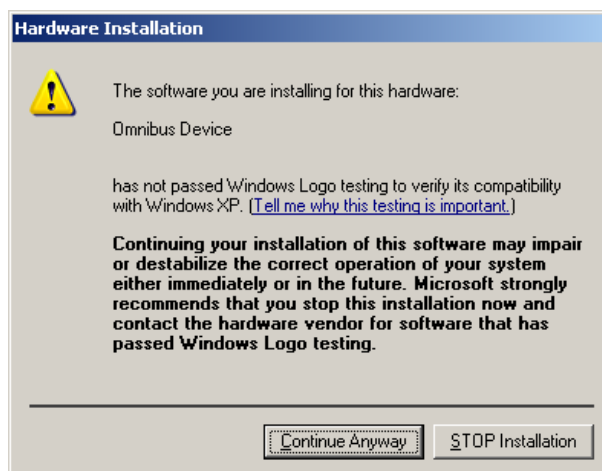 Hardware Installation
The software you are installing for this hardware:
Omnibus Device
has not passed Windows Logo testing to verify its compatibility
with Windows XP. (Tell me why this testing is important.)
Continuing your installation of this software may impair
or destabilize the correct operation of your system
either immediately or in the future. Microsoft strongly
recommends that you stop this installation now and
contact the hardware vendor for software that has
passed Windows Logo testing.
Continue Anyway
STOP Installation